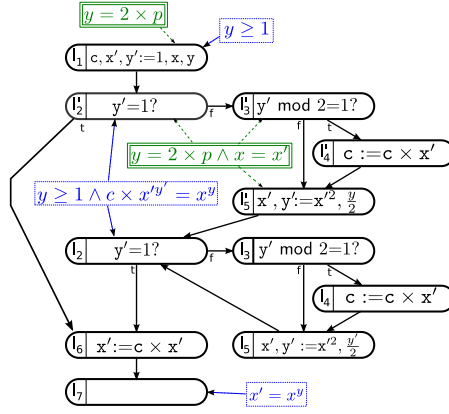 y = 2 × p
y ≥ 1
l₁ c, x′, y′:=1, x, y
l″₂ y′=1?
l″₃ y′ mod 2=1?
t
f
f
t
l″₄ c :=c × x′
y = 2 × p ∧ x = x′
y ≥ 1 ∧ c × x′^y′ = x^y
l″₅ x′, y′:=x′², y/2
l₂ y′=1?
l₃ y′ mod 2=1?
t
f
f
t
l₄ c :=c × x′
l₆ x′:=c × x′
l₅ x′, y′ :=x′², y′/2
l₇
x′ = x^y